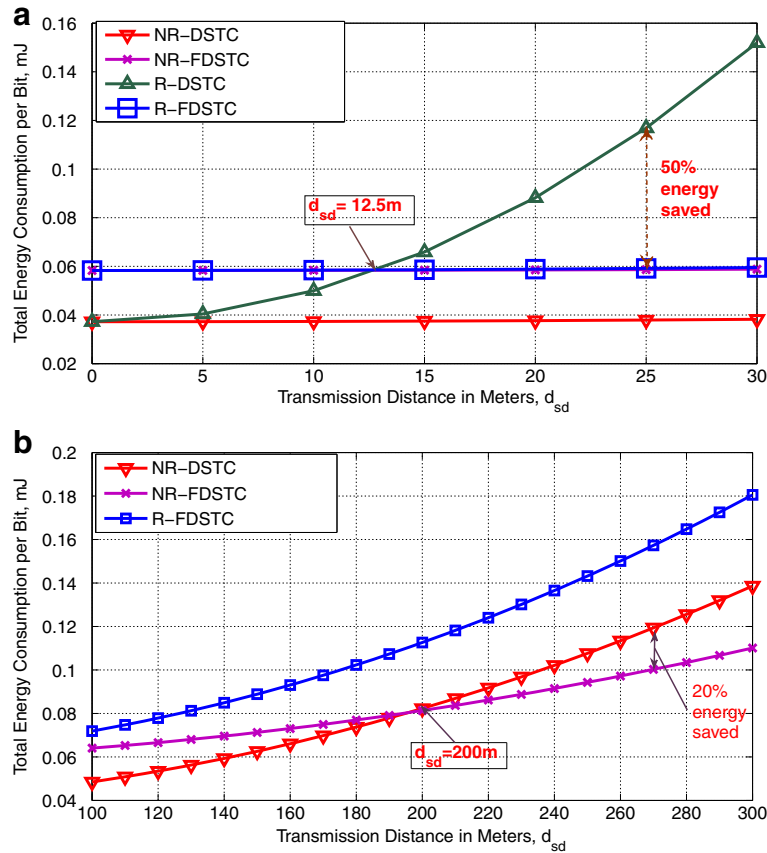 a
0.16
0.14
0.12
0.1
0.08
0.06
0.04
0.02
Total Energy Consumption per Bit, mJ
NR−DSTC
NR−FDSTC
R−DSTC
R−FDSTC
d_sd = 12.5m
50%
energy
saved
0 5 10 15 20 25 30
Transmission Distance in Meters, d_sd
b
0.2
0.18
0.16
0.14
0.12
0.1
0.08
0.06
0.04
Total Energy Consumption per Bit, mJ
NR−DSTC
NR−FDSTC
R−FDSTC
d_sd=200m
20%
energy
saved
100 120 140 160 180 200 220 240 260 280 300
Transmission Distance in Meters, d_sd